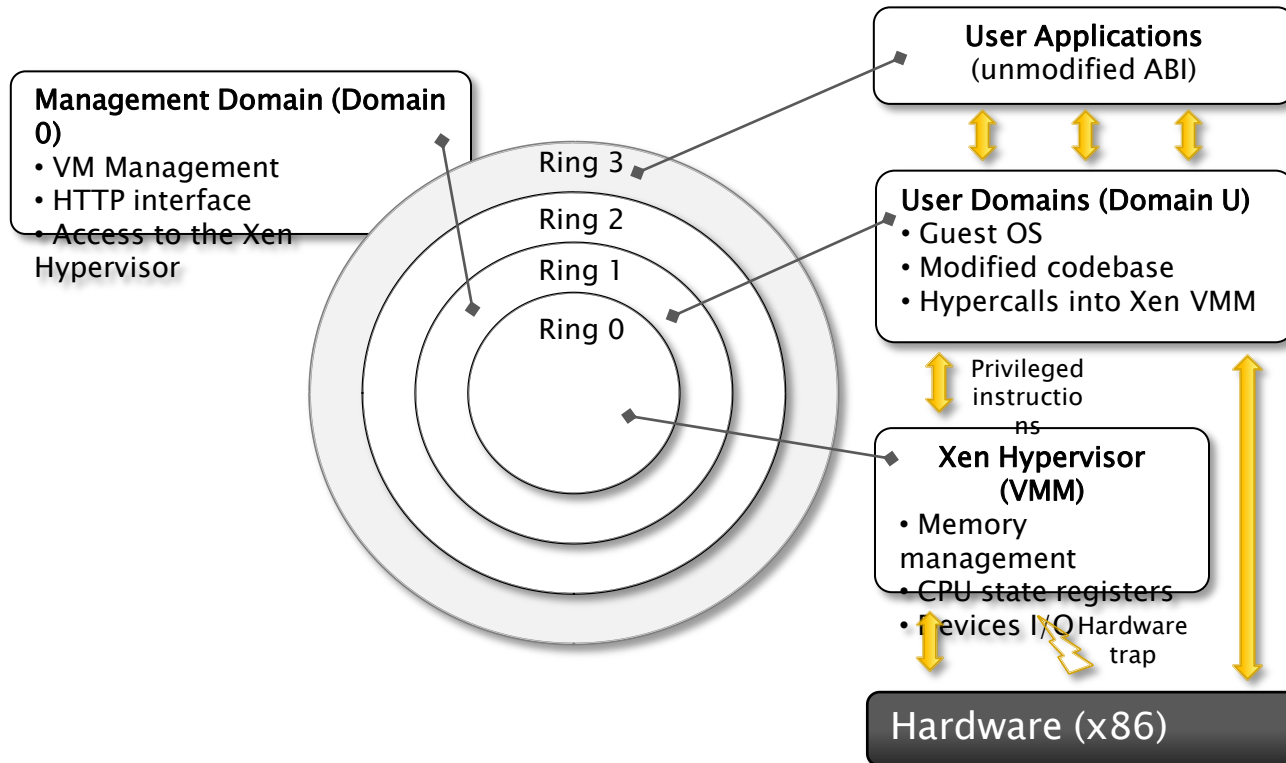 User Applications
(unmodified ABI)
Management Domain (Domain
0)
• VM Management
• HTTP interface
• Access to the Xen
Hypervisor
Ring 3
Ring 2
Ring 1
Ring 0
User Domains (Domain U)
• Guest OS
• Modified codebase
• Hypercalls into Xen VMM
Privileged
instructio
ns
Xen Hypervisor
(VMM)
• Memory
management
• CPU state registers
• Devices I/O
Hardware
trap
Hardware (x86)